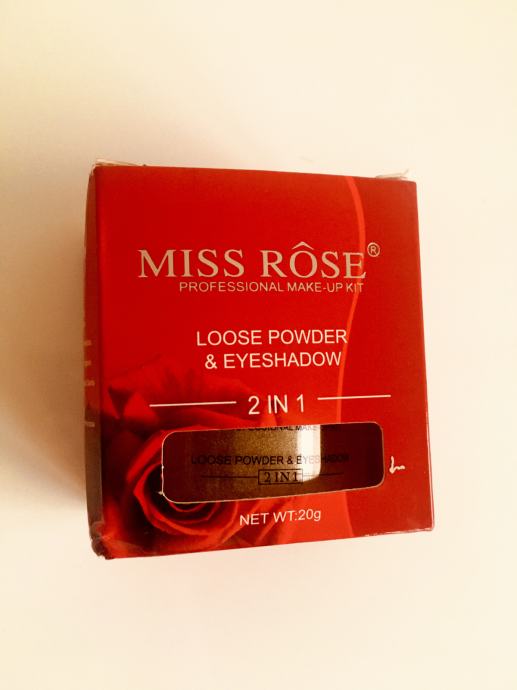 MISS RÔSE®
PROFESSIONAL MAKE-UP KIT
LOOSE POWDER
& EYESHADOW
2 IN 1
LOOSE POWDER & EYESHADOW
2 IN 1
NET WT:20g